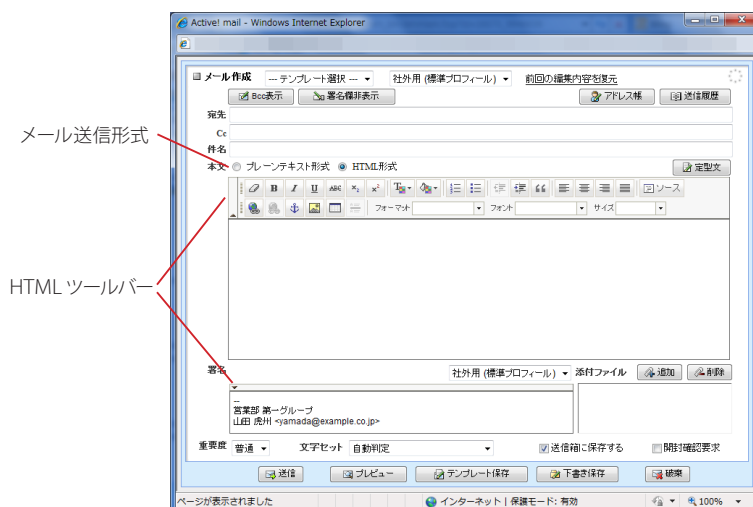 Active! mail - Windows Internet Explorer
メール作成 --- テンプレート選択 --- 社外用 (標準プロフィール) 前回の編集内容を復元
Bcc表示 署名欄非表示 アドレス帳 送信履歴
宛先
Cc
件名
メール送信形式
本文 プレーンテキスト形式 HTML形式 定型文
B I U ABC ×₂ ×² ソース
フォーマット フォント サイズ
HTML ツールバー
署名 社外用 (標準プロフィール) 添付ファイル 追加 削除
--
営業部 第一グループ
山田 虎州 <yamada@example.co.jp>
重要度 普通 文字セット 自動判定 送信箱に保存する 開封確認要求
送信 プレビュー テンプレート保存 下書き保存 破棄
ページが表示されました インターネット | 保護モード: 有効 100%